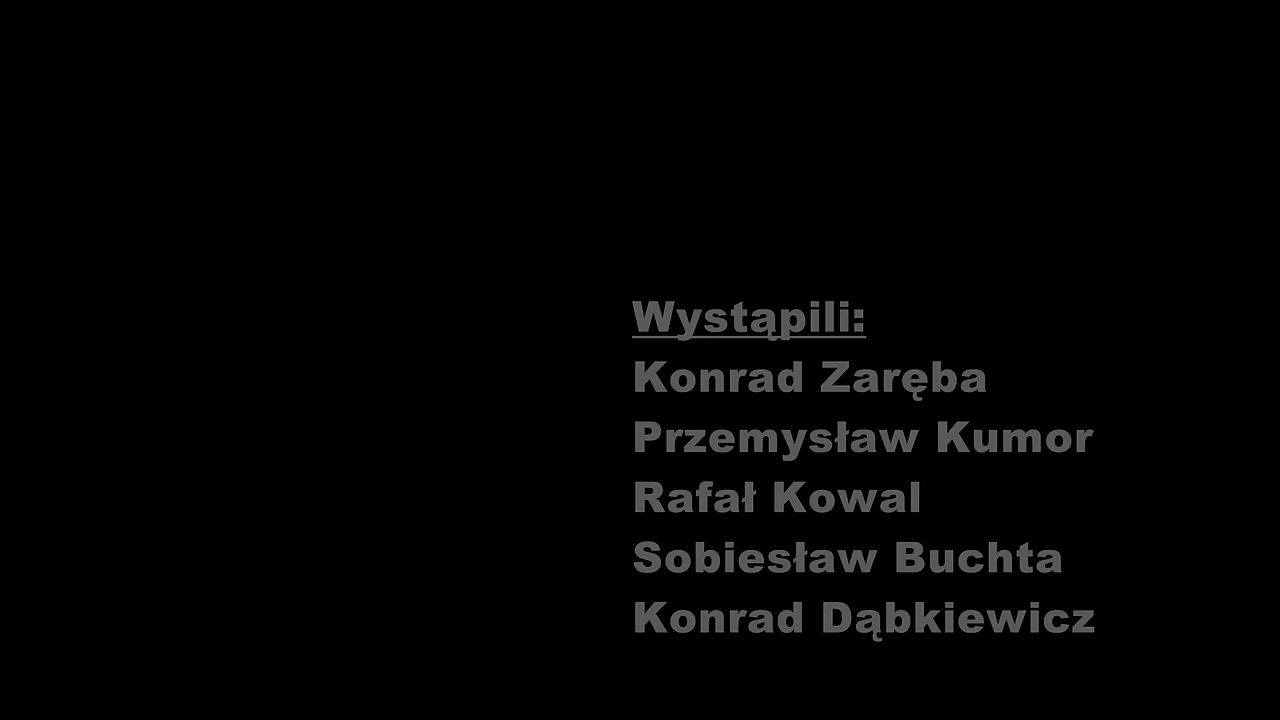 Wystąpili:
Konrad Zaręba
Przemysław Kumor
Rafał Kowal
Sobiesław Buchta
Konrad Dąbkiewicz